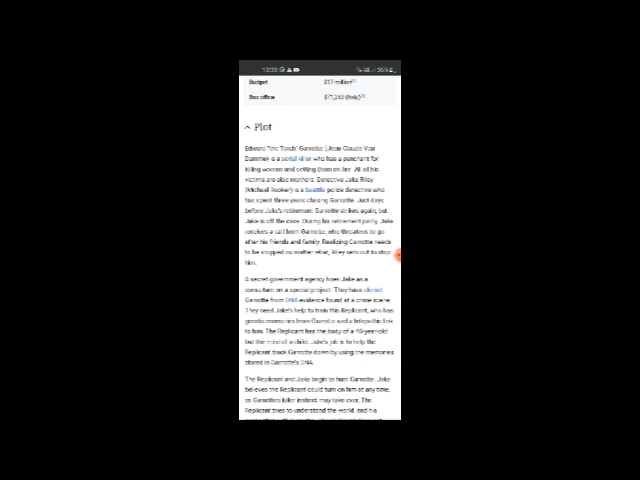 12:35
Budget $17 million
Box office
Plot
Edward "the Torch" Garrotte (Jean-Claude Van
Damme) is a serial killer who has a penchant for
killing women and setting them on fire. All of his
victims are also mothers. Detective Jake Riley
(Michael Rooker) is a Seattle police detective who
has spent three years chasing Garrotte. Just days
before Jake's retirement Garrotte strikes again, but
Jake is off the case. During his retirement party, Jake
receives a call from Garrotte, who threatens to go
after his friends and family. Realizing Garrotte needs
to be stopped no matter what, Riley sets out to stop
him.
A secret government agency hires Jake as a
consultant on a special project. They have cloned
Garrotte from DNA evidence found at a crime scene.
They need Jake's help to train this Replicant, who has
genetic memories from Garrotte and a telepathic link
to him. The Replicant has the body of a 40-year-old
but the mind of a child. Jake's job is to help the
Replicant track Garrotte down by using the memories
stored in Garrotte's DNA.
The Replicant and Jake begin to hunt Garrotte. Jake
believes the Replicant could turn on him at any time,
as Garrotte's killer instinct may take over. The
Replicant tries to understand the world, and his